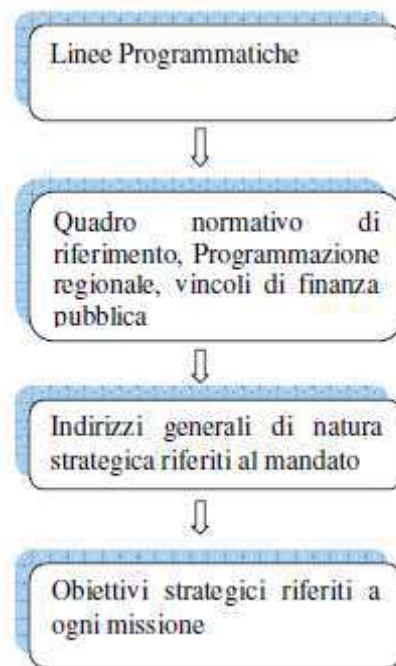 Linee Programmatiche
Quadro normativo di
riferimento, Programmazione
regionale, vincoli di finanza
pubblica
Indirizzi generali di natura
strategica riferiti al mandato
Obiettivi strategici riferiti a
ogni missione